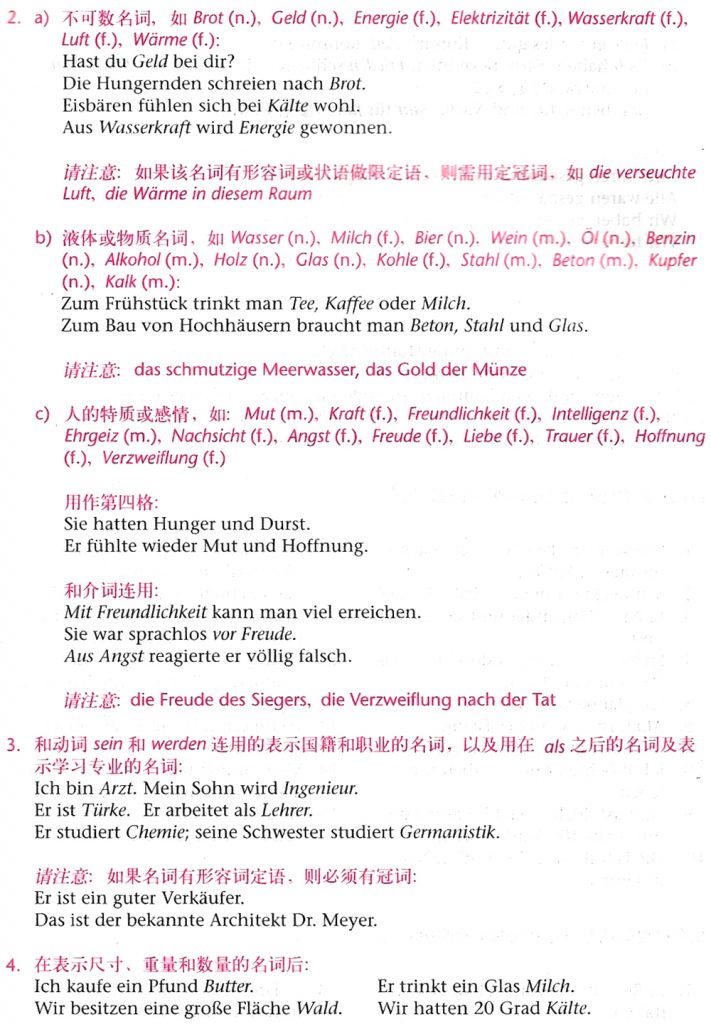 2. a) 不可数名词，如 Brot (n.)，Geld (n.)，Energie (f.)，Elektrizität (f.)，Wasserkraft (f.)，
Luft (f.)，Wärme (f.)：
Hast du Geld bei dir?
Die Hungernden schreien nach Brot.
Eisbären fühlen sich bei Kälte wohl.
Aus Wasserkraft wird Energie gewonnen.
请注意：如果该名词有形容词或状语做限定语，则需用定冠词，如 die verseuchte
Luft，die Wärme in diesem Raum
b) 液体或物质名词，如 Wasser (n.)，Milch (f.)，Bier (n.)，Wein (m.)，Öl (n.)，Benzin
(n.)，Alkohol (m.)，Holz (n.)，Glas (n.)，Kohle (f.)，Stahl (m.)，Beton (m.)，Kupfer
(n.)，Kalk (m.)：
Zum Frühstück trinkt man Tee, Kaffee oder Milch.
Zum Bau von Hochhäusern braucht man Beton, Stahl und Glas.
请注意：das schmutzige Meerwasser, das Gold der Münze
c) 人的特质或感情，如：Mut (m.)，Kraft (f.)，Freundlichkeit (f.)，Intelligenz (f.)，
Ehrgeiz (m.)，Nachsicht (f.)，Angst (f.)，Freude (f.)，Liebe (f.)，Trauer (f.)，Hoffnung
(f.)，Verzweiflung (f.)
用作第四格：
Sie hatten Hunger und Durst.
Er fühlte wieder Mut und Hoffnung.
和介词连用：
Mit Freundlichkeit kann man viel erreichen.
Sie war sprachlos vor Freude.
Aus Angst reagierte er völlig falsch.
请注意：die Freude des Siegers，die Verzweiflung nach der Tat
3. 和动词 sein 和 werden 连用的表示国籍和职业的名词，以及用在 als 之后的名词及表
示学习专业的名词：
Ich bin Arzt. Mein Sohn wird Ingenieur.
Er ist Türke. Er arbeitet als Lehrer.
Er studiert Chemie; seine Schwester studiert Germanistik.
请注意：如果名词有形容词定语，则必须有冠词：
Er ist ein guter Verkäufer.
Das ist der bekannte Architekt Dr. Meyer.
4. 在表示尺寸、重量和数量的名词后：
Ich kaufe ein Pfund Butter. Er trinkt ein Glas Milch.
Wir besitzen eine große Fläche Wald. Wir hatten 20 Grad Kälte.